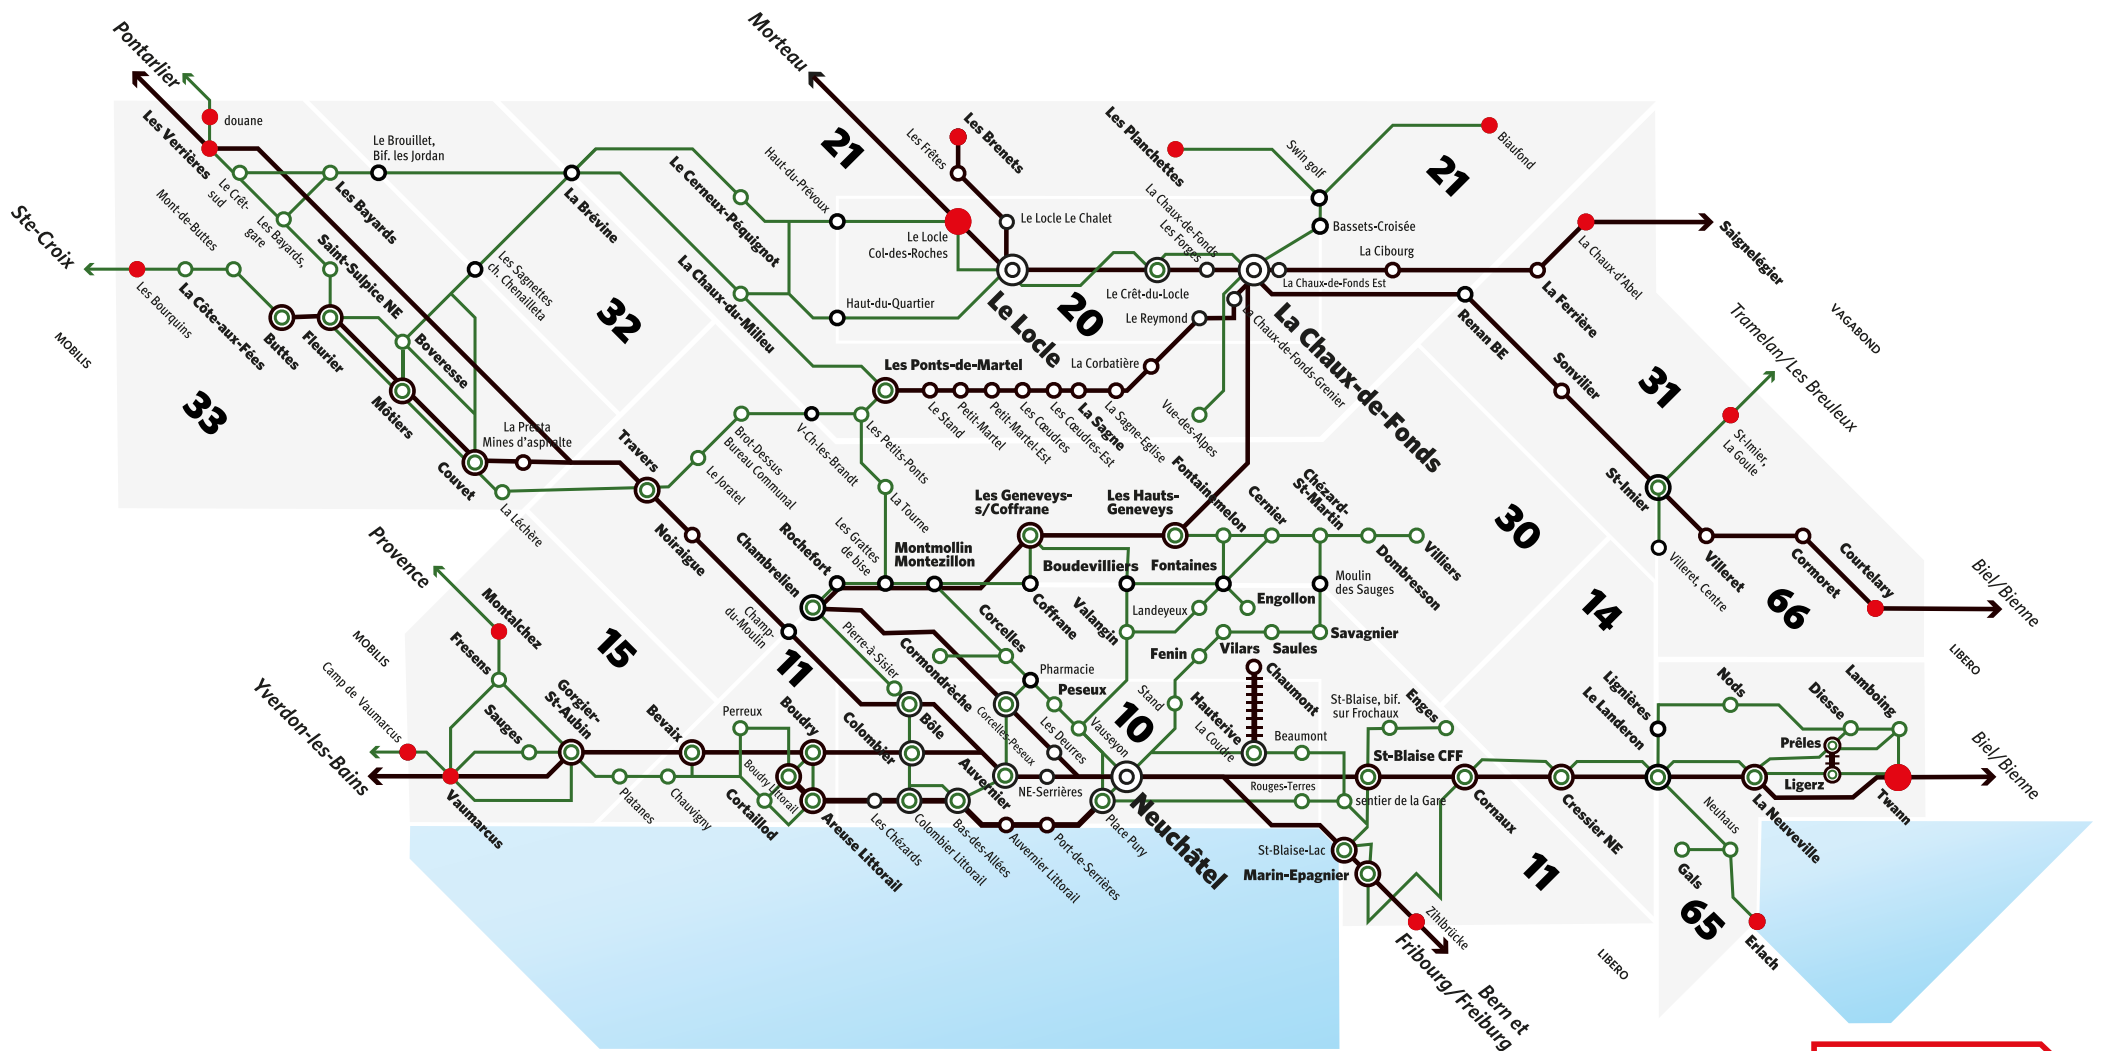 Pontarlier
douane
Les Verrières
Le Brouillet,
Bif. les Jordan
Le Crêt-
sud
Les Bayards
Les Bayards,
gare
Mont-de-Buttes
Ste-Croix
Les Bourquins
La Côte-aux-Fées
MOBILIS
Saint-Sulpice NE
Buttes
Fleurier
Boveresse
Môtiers
33
Couvet
La Presta
Mines d'asphalte
La Léchère
Les Sagnettes
ch. Chenailleta
La Brévine
32
Travers
Noiraigue
Morteau
21
Le Cerneux-Péquignot
Haut-du-Prévoux
Les Frêtes
Les Brenets
Le Locle Le Chalet
Le Locle
Col-des-Roches
La Chaux-du-Milieu
Haut-du-Quartier
Le Locle
20
Les Planchettes
Swin golf
21
Biaufond
La Chaux-de-Fonds
Les Forges
Bassets-Croisée
Le Crêt-du-Locle
Le Reymond
La Corbatière
La Chaux-de-Fonds Est
La Chaux-de-Fonds-Grenier
La Chaux-de-Fonds
La Cibourg
La Ferrière
La Chaux-d'Abel
Saignelégier
Renan BE
Sonvilier
31
Tramelan/Les Breuleux
VAGABOND
St-Imier,
La Goule
St-Imier
Villeret
Villeret, Centre
Cormoret
Courtelary
66
Biel/Bienne
LIBERO
Les Ponts-de-Martel
Le Stand
Petit-Martel
Petit-Martel-Est
Les Cœudres
Les Cœudres-Est
La Sagne
La Sagne-Eglise
Vue-des-Alpes
Brot-Dessus
Bureau Communal
Le Joratel
V-Ch-les-Brandt
Les Petits-Ponts
La Tourne
Les Grattes
de bise
Rochefort
Chambrelien
Montmollin
Montezillon
Les Geneveys-
s/Coffrane
Les Hauts-
Geneveys
Fontainemelon
Cernier
Chézard-
St-Martin
Dombresson
Villiers
30
14
Boudevilliers
Fontaines
Coffrane
Valangin
Landeyeux
Engollon
Moulin
des Sauges
Savagnier
Saules
Vilars
Fenin
Provence
Montalchez
Fresens
MOBILIS
Camp de Vaumarcus
Yverdon-les-Bains
Sauges
Gorgier-
St-Aubin
15
Vaumarcus
Platanes
Chauvigny
Bevaix
Perreux
Boudry
Boudry Littorail
Cortaillod
Champ-
du-Moulin
11
Pierre-à-Sisier
Cormondrèche
Corcelles
Pharmacie
Peseux
Corcelles-Peseux
Les Deurres
Vauseyon
Bôle
Colombier
Auvernier
NE-Serrières
Areuse Littorail
Les Chézards
Colombier Littorail
Bas-des-Allées
Auvernier Littorail
Port-de-Serrières
Place Pury
Neuchâtel
10
Stand
Hauterive
La Coudre
Chaumont
Beaumont
Rouges-Terres
sentier de la Gare
St-Blaise, bif.
sur Frochaux
Enges
St-Blaise CFF
St-Blaise-Lac
Marin-Epagnier
Zihlbrücke
Bern et
Fribourg/Freiburg
LIBERO
Cornaux
Cressier NE
11
Lignières
Le Landeron
Nods
Diesse
Lamboing
Prêles
Ligerz
Twann
Biel/Bienne
La Neuveville
Neuhaus
Gals
65
Erlach